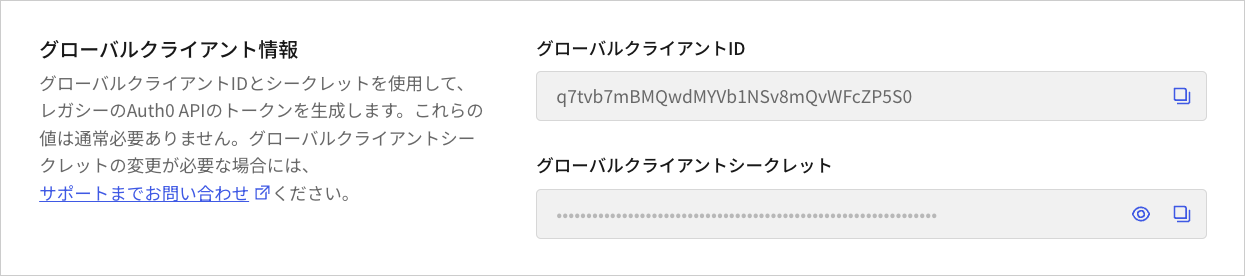 グローバルクライアント情報
グローバルクライアントIDとシークレットを使用して、
レガシーのAuth0 APIのトークンを生成します。これらの
値は通常必要ありません。グローバルクライアントシー
クレットの変更が必要な場合には、
サポートまでお問い合わせください。
グローバルクライアントID
q7tvb7mBMQwdMYVb1NSv8mQvWFcZP5S0
グローバルクライアントシークレット